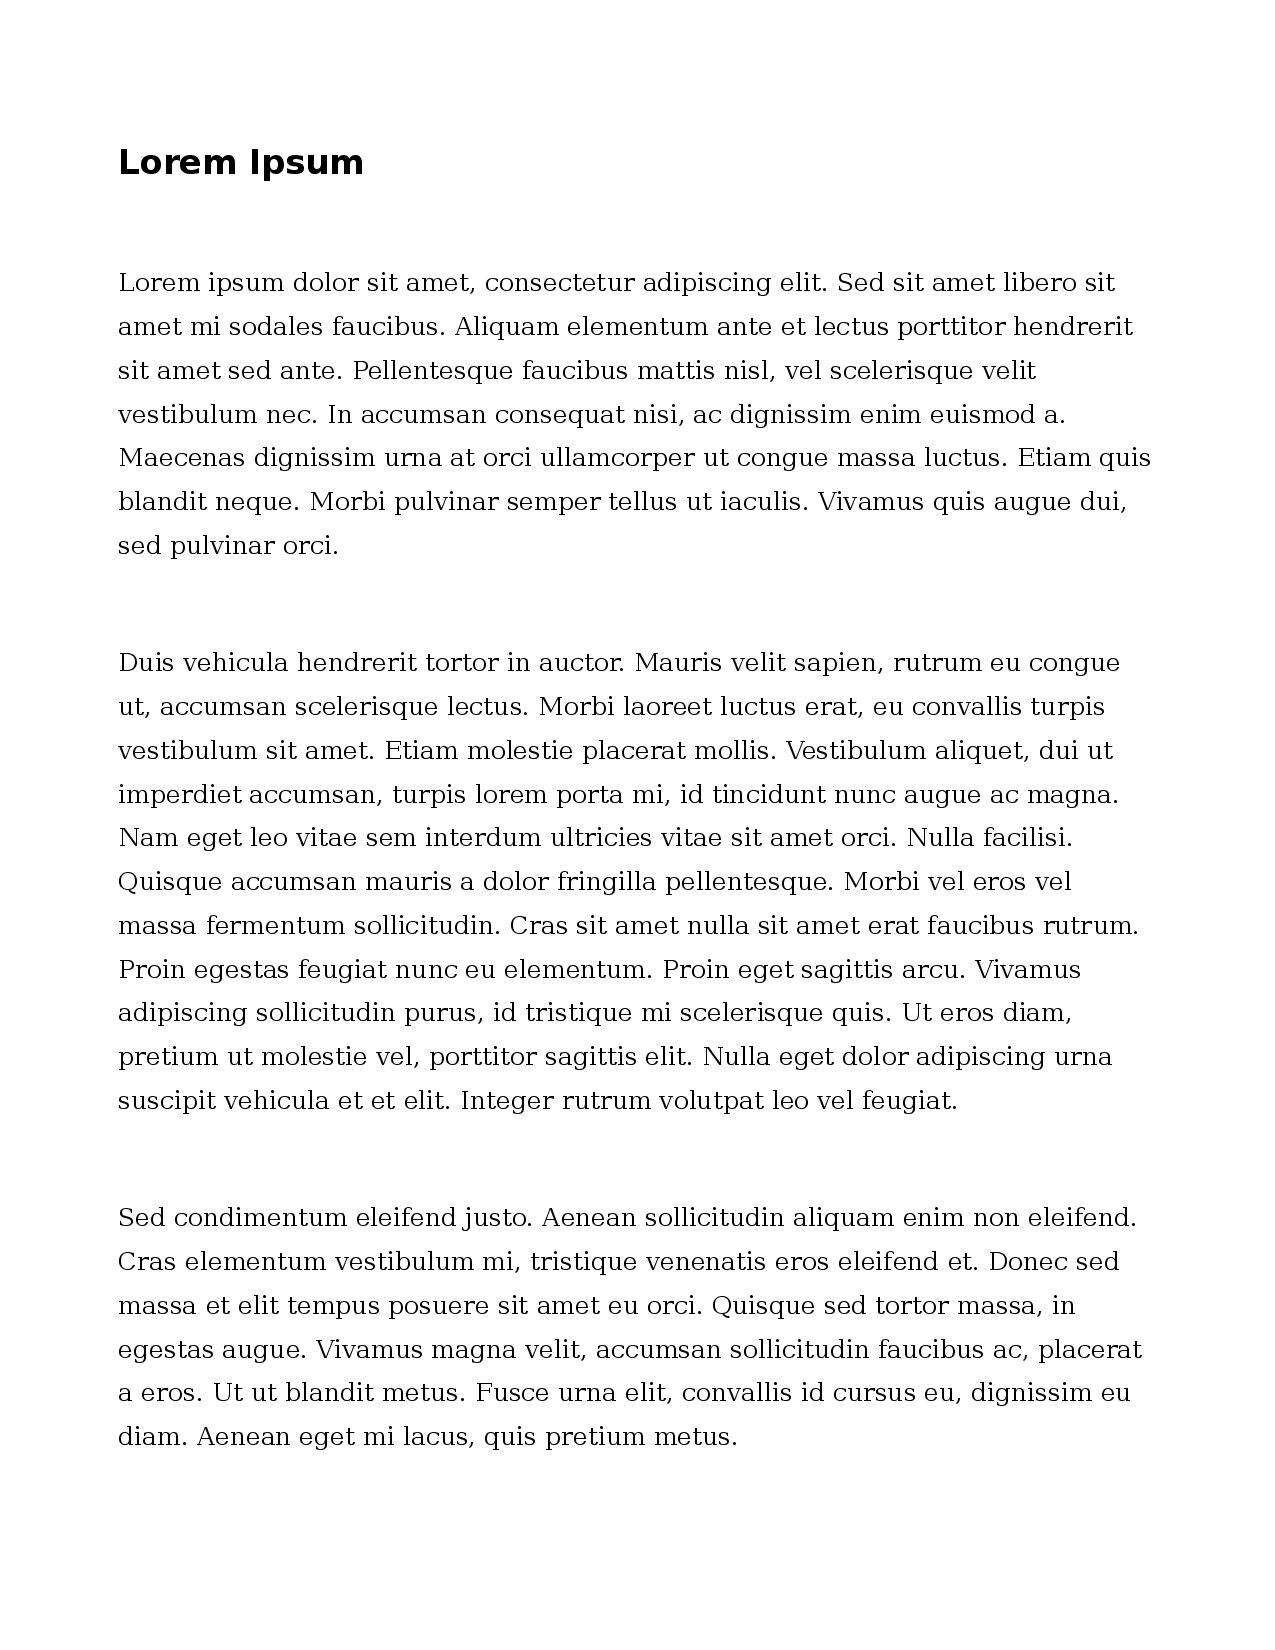 Lorem Ipsum
Lorem ipsum dolor sit amet, consectetur adipiscing elit. Sed sit amet libero sit
amet mi sodales faucibus. Aliquam elementum ante et lectus porttitor hendrerit
sit amet sed ante. Pellentesque faucibus mattis nisl, vel scelerisque velit
vestibulum nec. In accumsan consequat nisi, ac dignissim enim euismod a.
Maecenas dignissim urna at orci ullamcorper ut congue massa luctus. Etiam quis
blandit neque. Morbi pulvinar semper tellus ut iaculis. Vivamus quis augue dui,
sed pulvinar orci.
Duis vehicula hendrerit tortor in auctor. Mauris velit sapien, rutrum eu congue
ut, accumsan scelerisque lectus. Morbi laoreet luctus erat, eu convallis turpis
vestibulum sit amet. Etiam molestie placerat mollis. Vestibulum aliquet, dui ut
imperdiet accumsan, turpis lorem porta mi, id tincidunt nunc augue ac magna.
Nam eget leo vitae sem interdum ultricies vitae sit amet orci. Nulla facilisi.
Quisque accumsan mauris a dolor fringilla pellentesque. Morbi vel eros vel
massa fermentum sollicitudin. Cras sit amet nulla sit amet erat faucibus rutrum.
Proin egestas feugiat nunc eu elementum. Proin eget sagittis arcu. Vivamus
adipiscing sollicitudin purus, id tristique mi scelerisque quis. Ut eros diam,
pretium ut molestie vel, porttitor sagittis elit. Nulla eget dolor adipiscing urna
suscipit vehicula et et elit. Integer rutrum volutpat leo vel feugiat.
Sed condimentum eleifend justo. Aenean sollicitudin aliquam enim non eleifend.
Cras elementum vestibulum mi, tristique venenatis eros eleifend et. Donec sed
massa et elit tempus posuere sit amet eu orci. Quisque sed tortor massa, in
egestas augue. Vivamus magna velit, accumsan sollicitudin faucibus ac, placerat
a eros. Ut ut blandit metus. Fusce urna elit, convallis id cursus eu, dignissim eu
diam. Aenean eget mi lacus, quis pretium metus.